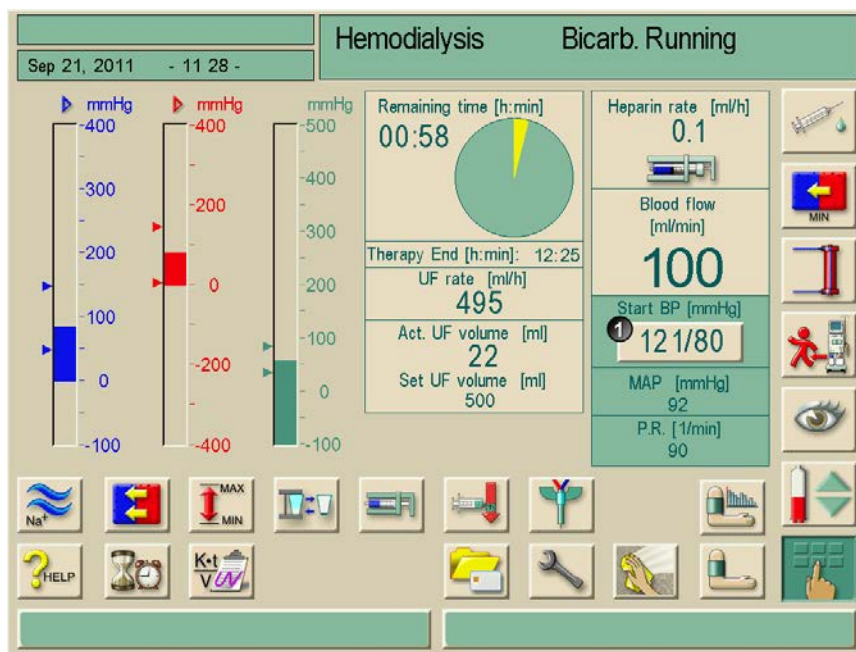 Hemodialysis Bicarb. Running
Sep 21, 2011 - 11 28 -
mmHg mmHg mmHg
400
300
200
100
0
-100
400
200
0
-200
-400
500
400
300
200
100
0
-100
Remaining time [h:min]
00:58
Therapy End [h:min]: 12:25
UF rate [ml/h]
495
Act. UF volume [ml]
22
Set UF volume [ml]
500
Heparin rate [ml/h]
0.1
Blood flow
[ml/min]
100
Start BP [mmHg]
1 121/80
MAP [mmHg]
92
P.R. [1/min]
90
MIN
Na+
MAX
MIN
? HELP
K•t
V UV